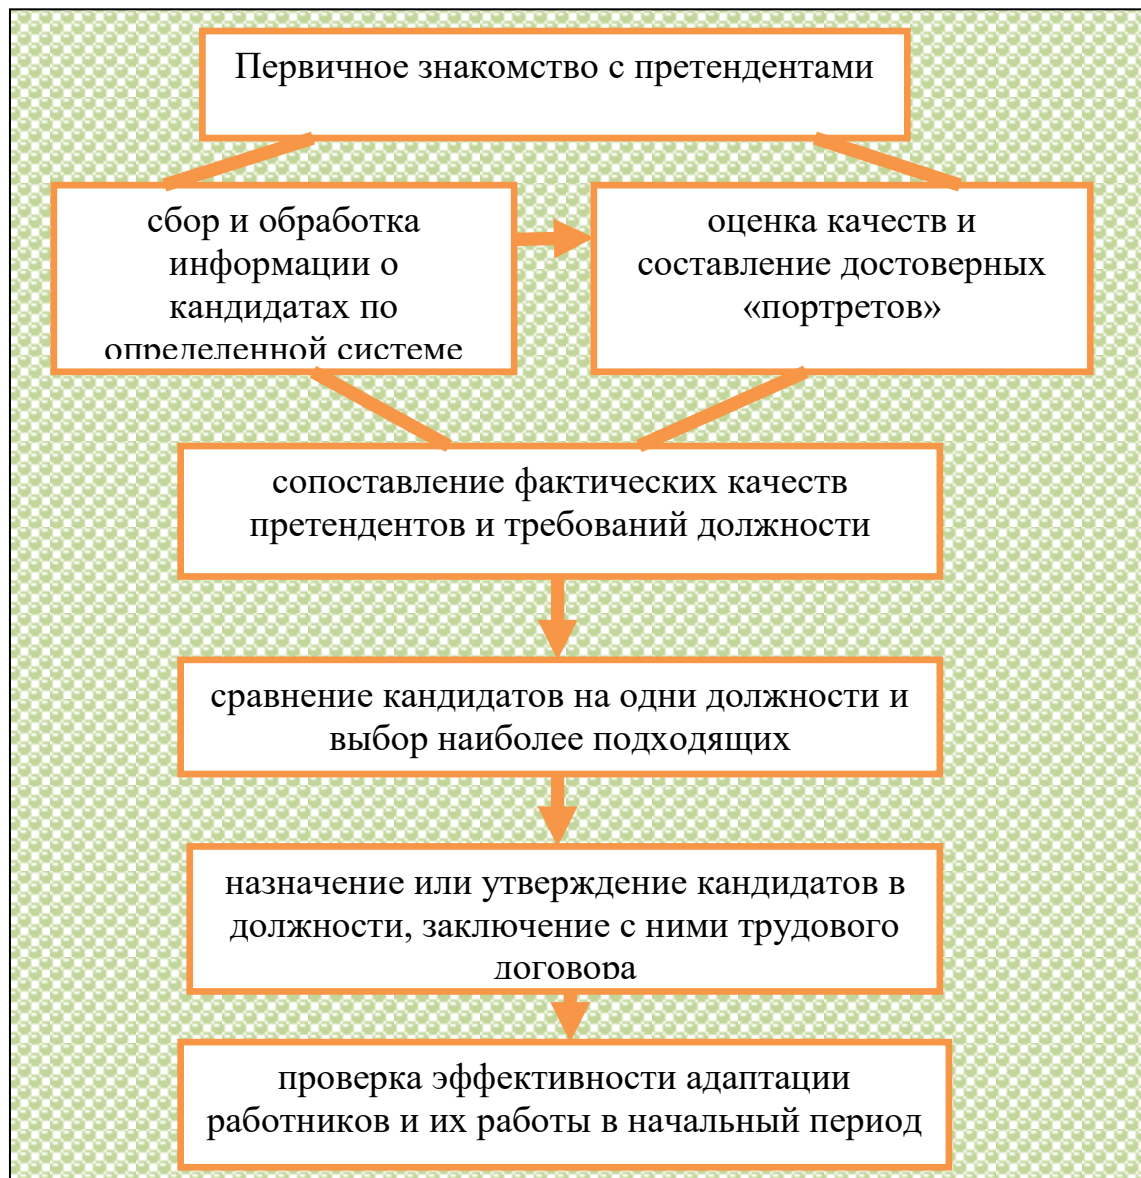 Первичное знакомство с претендентами
сбор и обработка
информации о
кандидатах по
определенной системе
оценка качеств и
составление достоверных
«портретов»
сопоставление фактических качеств
претендентов и требований должности
сравнение кандидатов на одни должности и
выбор наиболее подходящих
назначение или утверждение кандидатов в
должности, заключение с ними трудового
договора
проверка эффективности адаптации
работников и их работы в начальный период